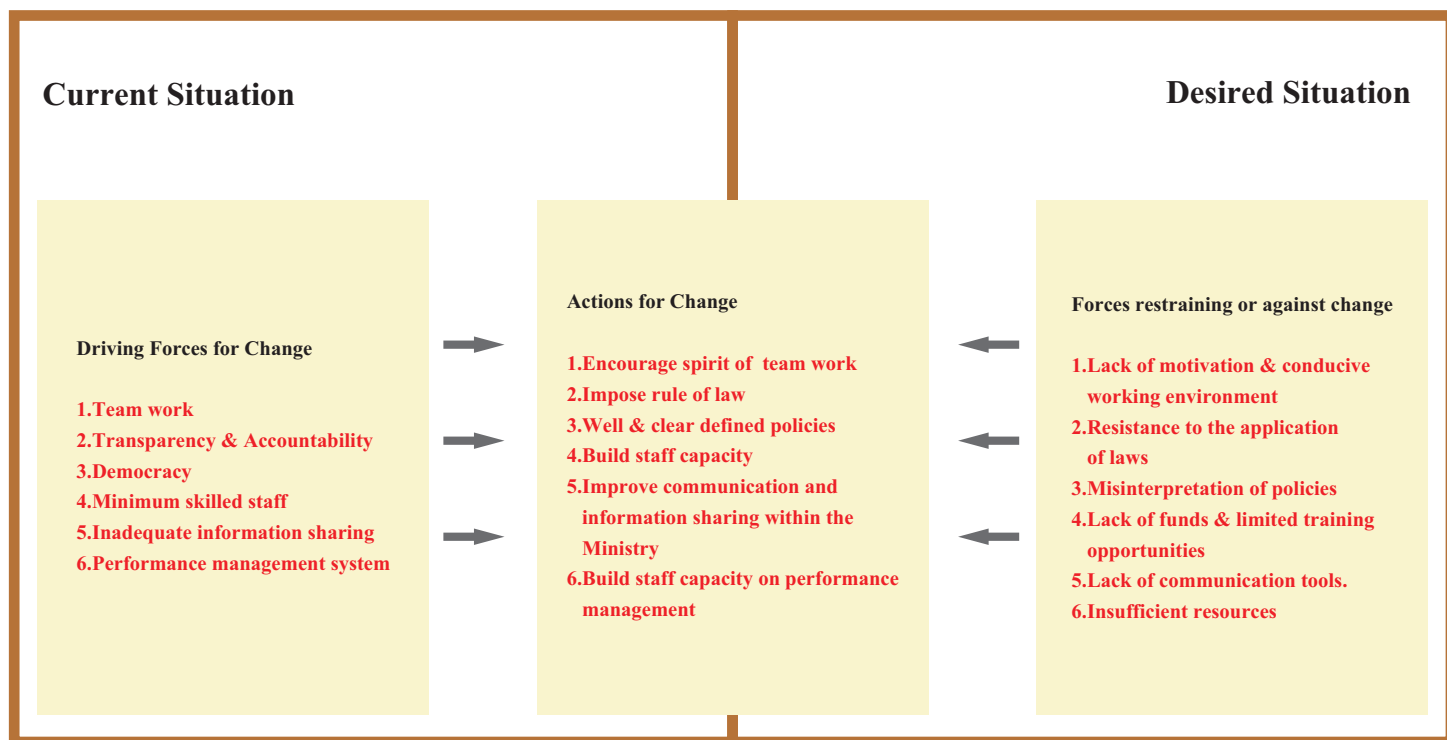 Current Situation
Desired Situation
Driving Forces for Change
1.Team work
2.Transparency & Accountability
3.Democracy
4.Minimum skilled staff
5.Inadequate information sharing
6.Performance management system
Actions for Change
1.Encourage spirit of team work
2.Impose rule of law
3.Well & clear defined policies
4.Build staff capacity
5.Improve communication and
information sharing within the
Ministry
6.Build staff capacity on performance
management
Forces restraining or against change
1.Lack of motivation & conducive
working environment
2.Resistance to the application
of laws
3.Misinterpretation of policies
4.Lack of funds & limited training
opportunities
5.Lack of communication tools.
6.Insufficient resources